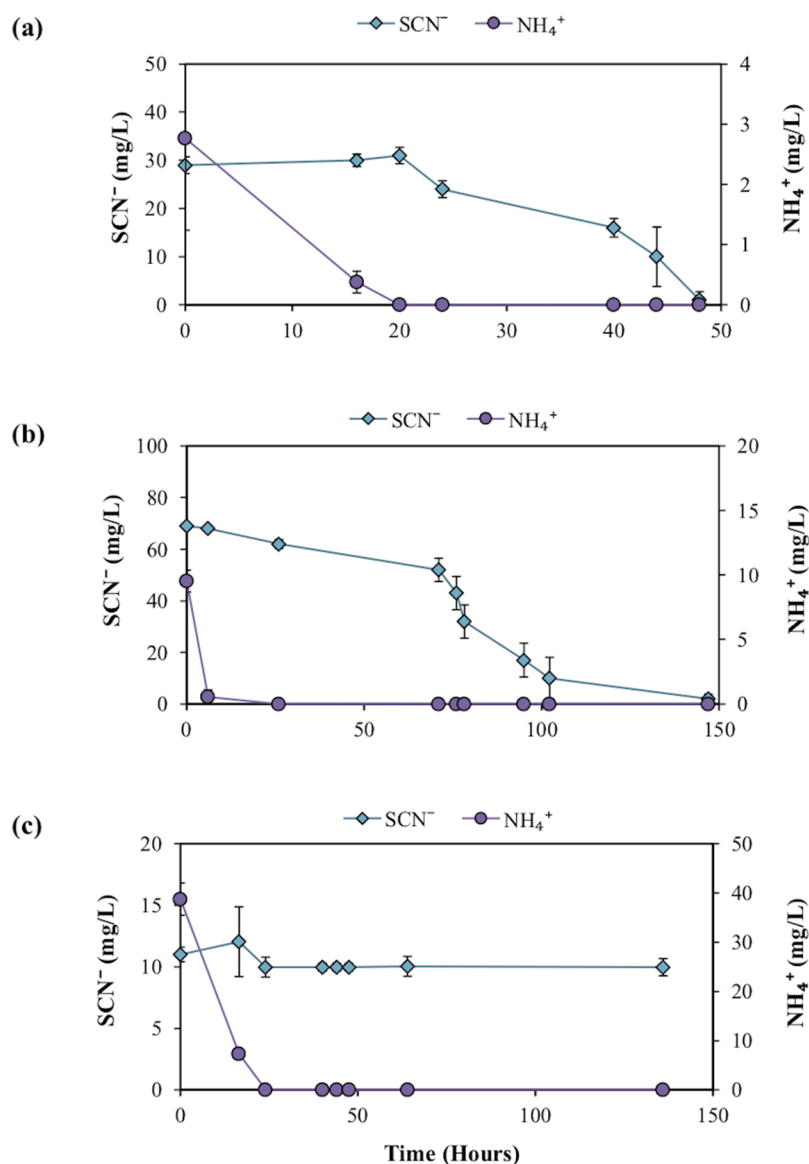 (a)
SCN⁻ NH₄⁺
50 4
40 3
30 2
20 1
10
0 0
SCN⁻ (mg/L)
NH₄⁺ (mg/L)
0 10 20 30 40 50
(b)
SCN⁻ NH₄⁺
100 20
80 15
60 10
40 5
20
0 0
SCN⁻ (mg/L)
NH₄⁺ (mg/L)
0 50 100 150
(c)
SCN⁻ NH₄⁺
20 50
15 40
10 30
5 20
10
0 0
SCN⁻ (mg/L)
NH₄⁺ (mg/L)
0 50 100 150
Time (Hours)